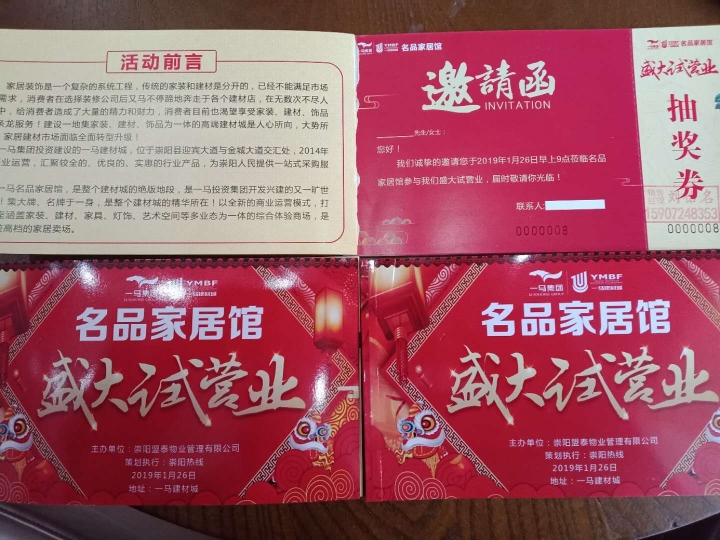 活动前言
家居装饰是一个复杂的系统工程，传统的家装和建材是分开的，已经不能满足市场
需求，消费者在选择装修公司后又马不停蹄地奔走于各个建材店，在无数次不尽人
中，给消费者造成了大量的精力和财力，消费者目前也渴望享受家装、建材、饰品
条龙服务！建设一地集家装、建材、饰品为一体的高端建材城是人心所向，大势所
家居建材市场面临全面转型升级！
一马集团投资建设的一马建材城，位于崇阳县迎宾大道与金城大道交汇处，2014年
业运营，汇聚较全的、优良的、实惠的行业产品，为崇阳人民提供一站式采购服
一马名品家居馆，是整个建材城的绝版地段，是一马投资集团开发兴建的又一旷世
！集大牌、名牌于一身，是整个建材城的精华所在！以全新的商业运营模式，打
涵盖家装、建材、家具、灯饰、艺术空间等多业态为一体的综合体验商场，是
高档的家居卖场。
一马集团 YMBF 名品家居馆
邀請函
INVITATION
先生/女士：
您好！
我们诚挚的邀请您于2019年1月26日早上9点莅临名品
家居馆参与我们盛大试营业，届时敬请你光临！
联系人：
0000008
名品家居馆
盛大试营业
抽奖券
15907248353
0000008
一马集团 YMBF
一马建材城
名品家居馆
盛大试营业
主办单位：崇阳盟泰物业管理有限公司
策划执行：崇阳热线
2019年1月26日
地址：一马建材城
一马集团 YMBF
一马建材城
名品家居馆
盛大试营业
主办单位：崇阳盟泰物业管理有限公司
策划执行：崇阳热线
2019年1月26日
地址：一马建材城